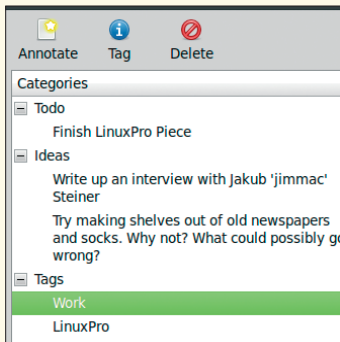 Annotate Tag Delete
Categories
Todo
Finish LinuxPro Piece
Ideas
Write up an interview with Jakub 'jimmac'
Steiner
Try making shelves out of old newspapers
and socks. Why not? What could possibly go
wrong?
Tags
Work
LinuxPro